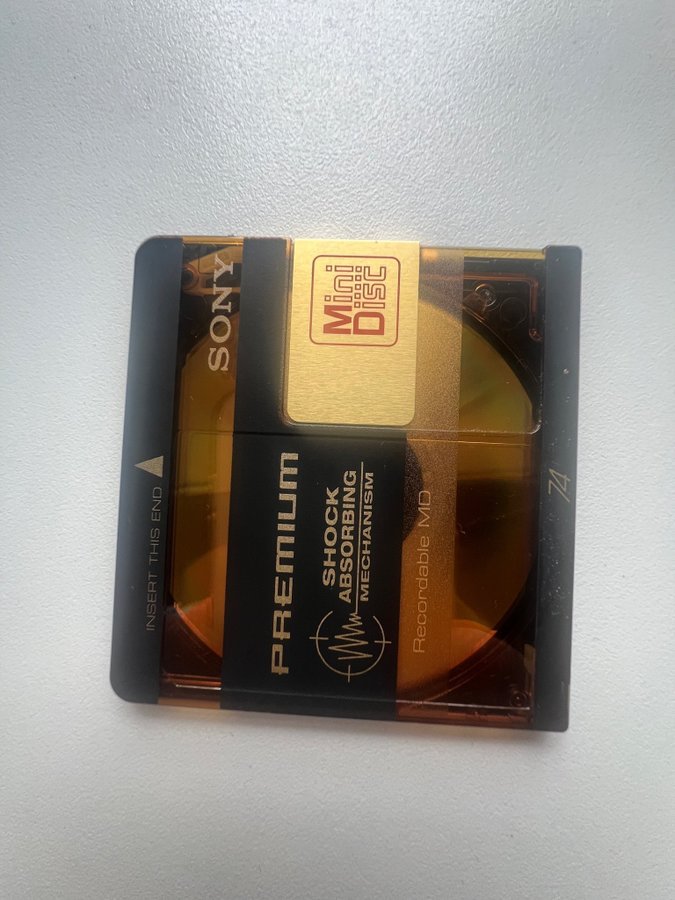 SONY
Mini
Disc
PREMIUM
SHOCK
ABSORBING
MECHANISM
Recordable MD
INSERT THIS END
74